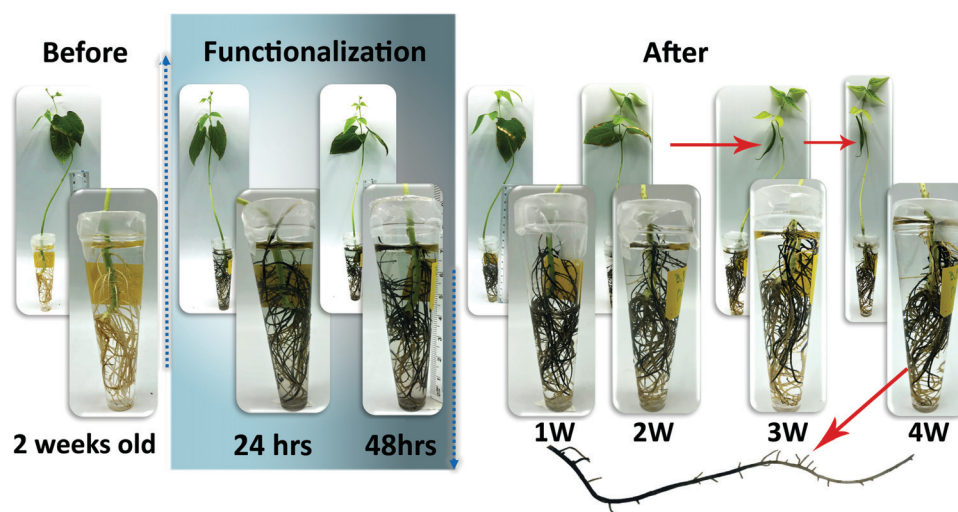 Before
Functionalization
After
2 weeks old
24 hrs
48hrs
1W
2W
3W
4W